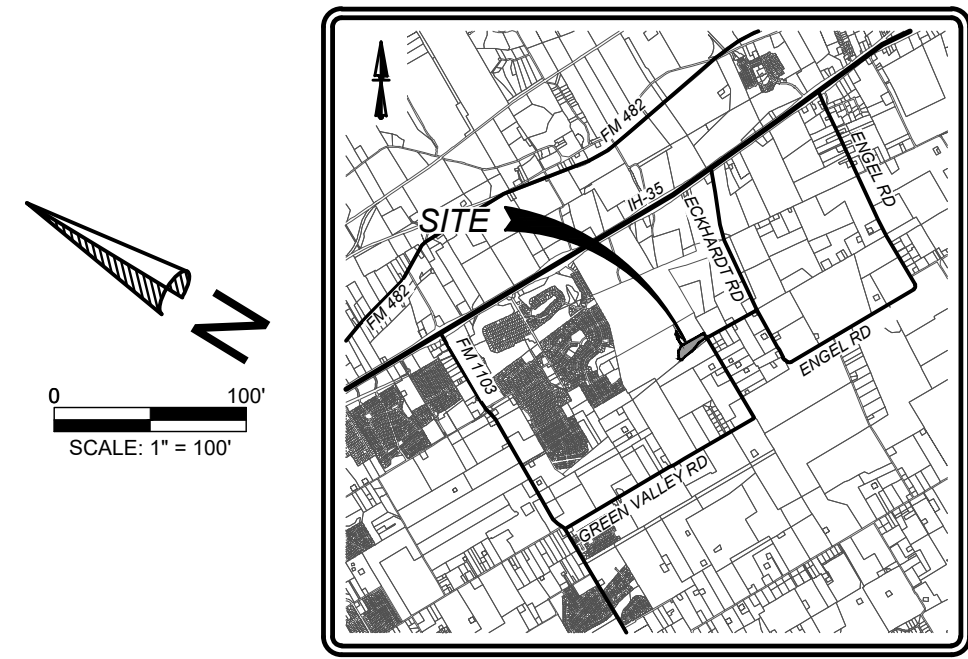 N
0 100'
SCALE: 1" = 100'
FM 482
IH-35
ENGEL RD
SITE
ECKHARDT RD
FM 482
FM 1103
ENGEL RD
GREEN VALLEY RD